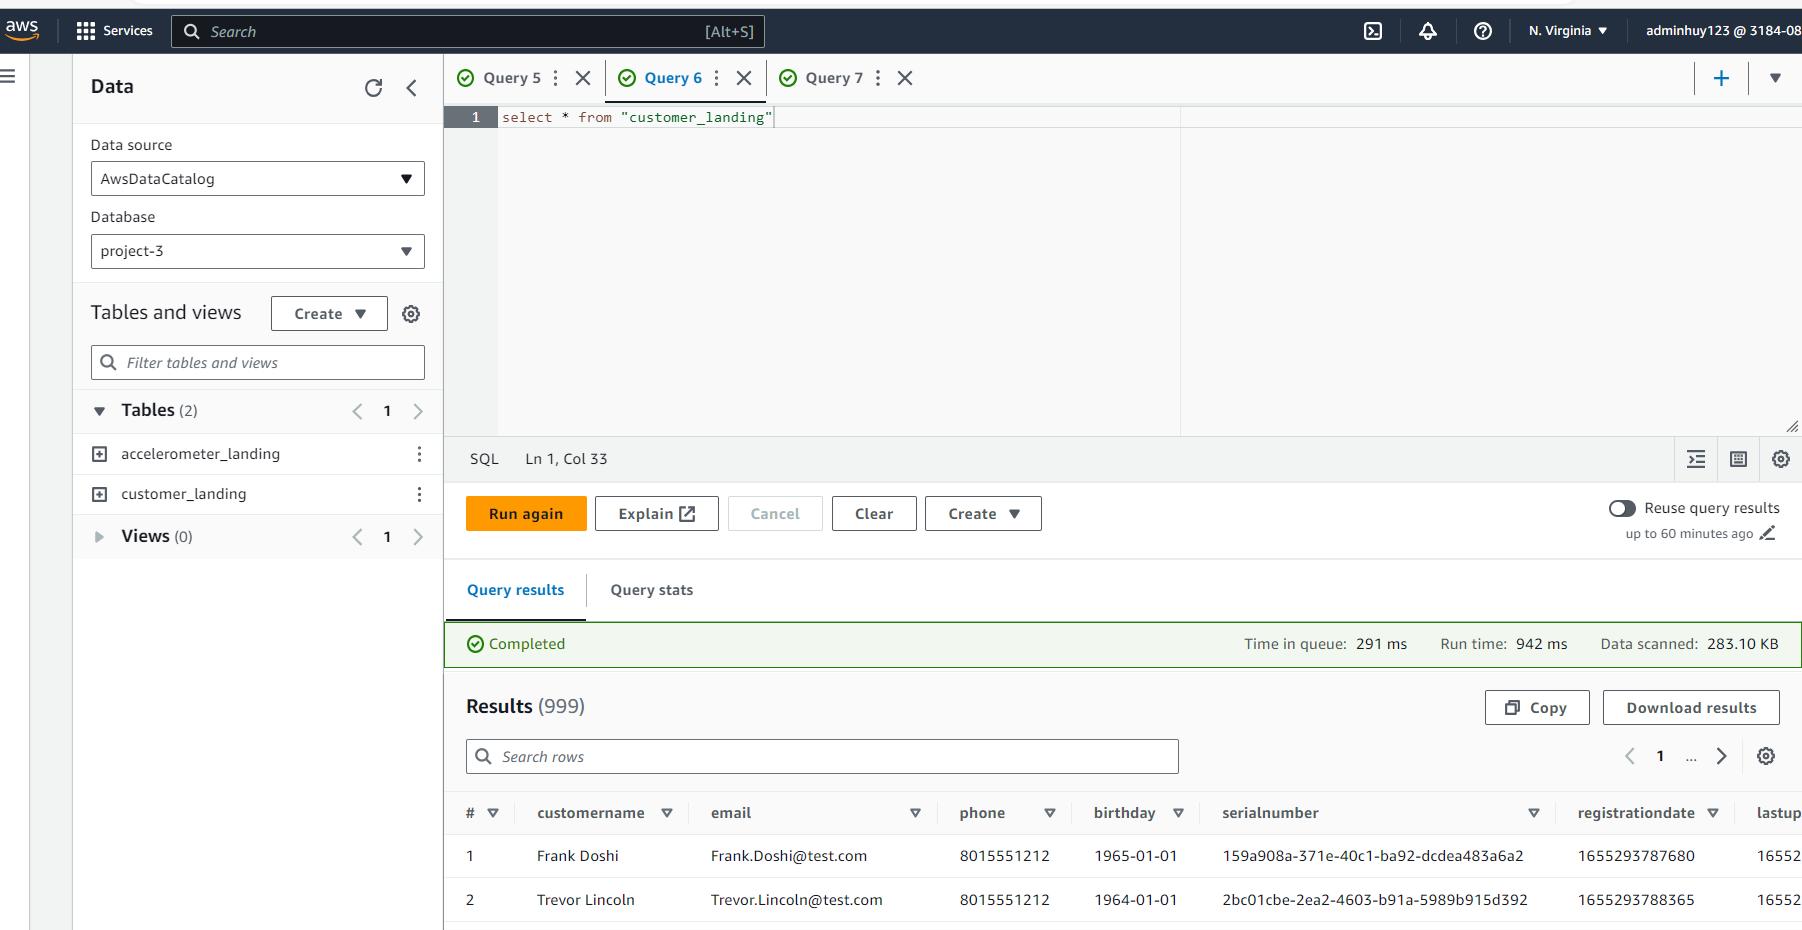 aws
Services
Search
[Alt+S]
N. Virginia
adminhuy123 @ 3184-08
Data
Data source
AwsDataCatalog
Database
project-3
Tables and views
Create
Filter tables and views
Tables (2)
1
accelerometer_landing
customer_landing
Views (0)
1
Query 5
Query 6
Query 7
1 select * from "customer_landing"
SQL Ln 1, Col 33
Run again
Explain
Cancel
Clear
Create
Reuse query results
up to 60 minutes ago
Query results
Query stats
Completed
Time in queue: 291 ms Run time: 942 ms Data scanned: 283.10 KB
Results (999)
Copy
Download results
Search rows
1 ...
# customername email phone birthday serialnumber registrationdate lastup
1 Frank Doshi Frank.Doshi@test.com 8015551212 1965-01-01 159a908a-371e-40c1-ba92-dcdea483a6a2 1655293787680 16552
2 Trevor Lincoln Trevor.Lincoln@test.com 8015551212 1964-01-01 2bc01cbe-2ea2-4603-b91a-5989b915d392 1655293788365 16552